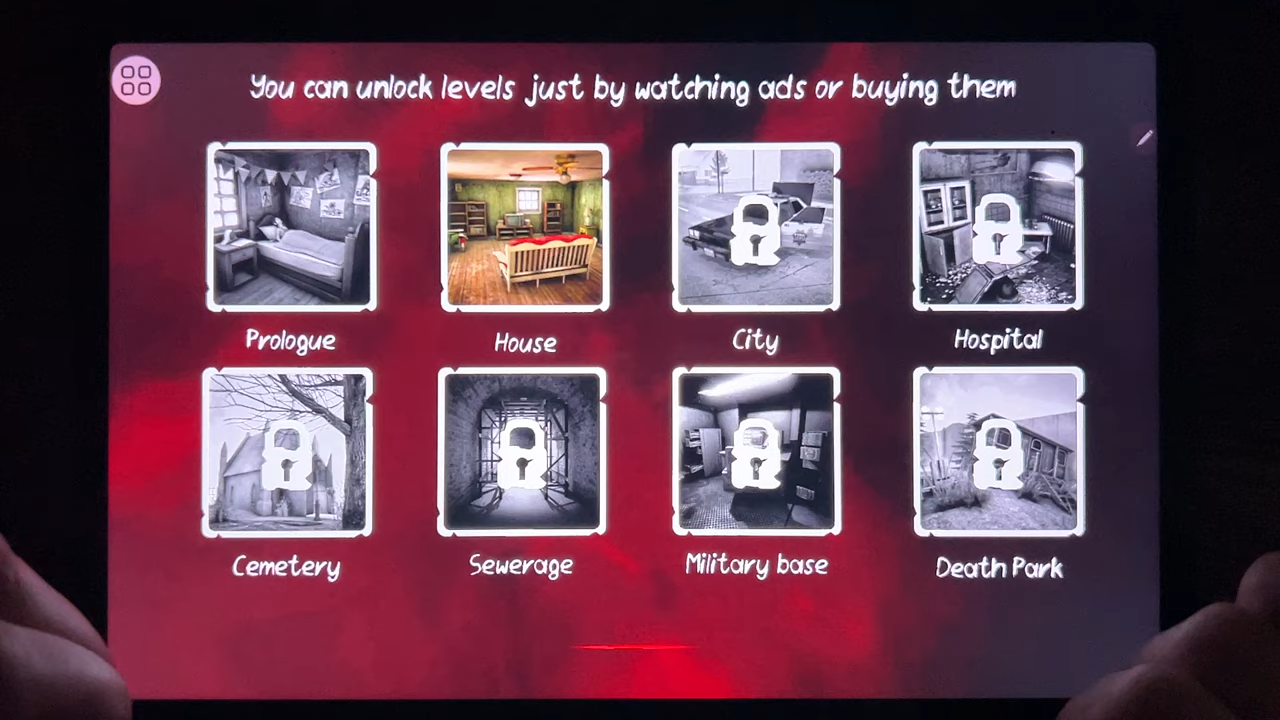 You can unlock levels just by watching ads or buying them
Prologue
House
City
Hospital
Cemetery
Sewerage
Military base
Death Park